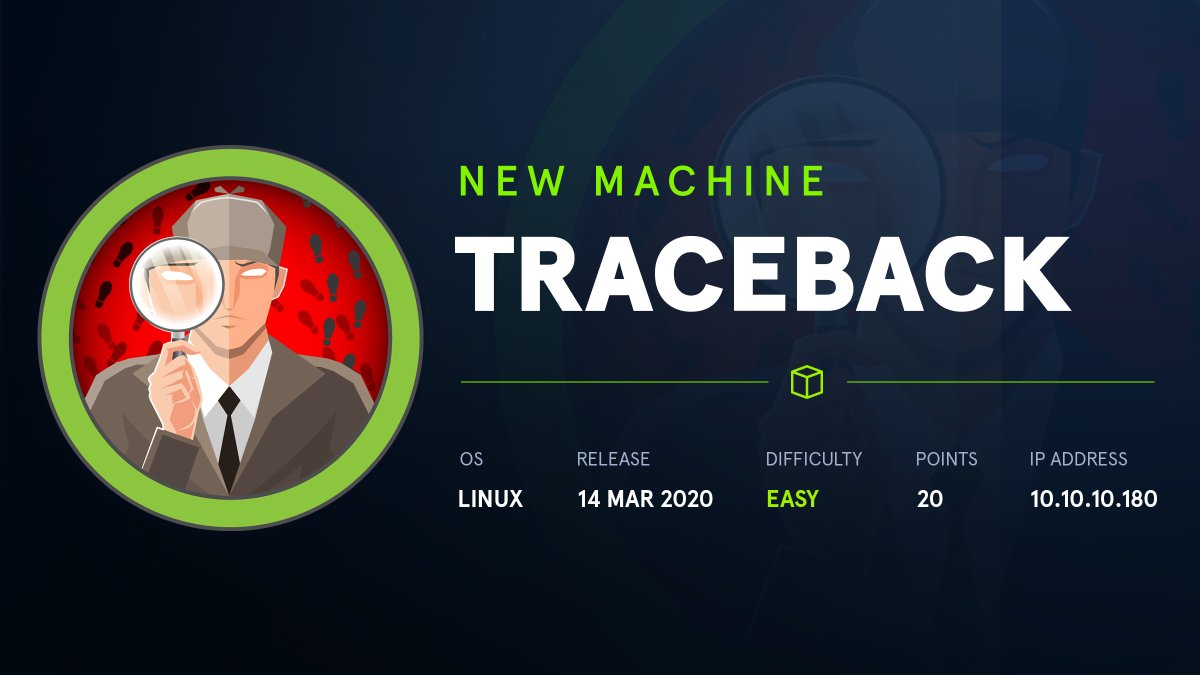 NEW MACHINE
TRACEBACK
OS RELEASE DIFFICULTY POINTS IP ADDRESS
LINUX 14 MAR 2020 EASY 20 10.10.10.180